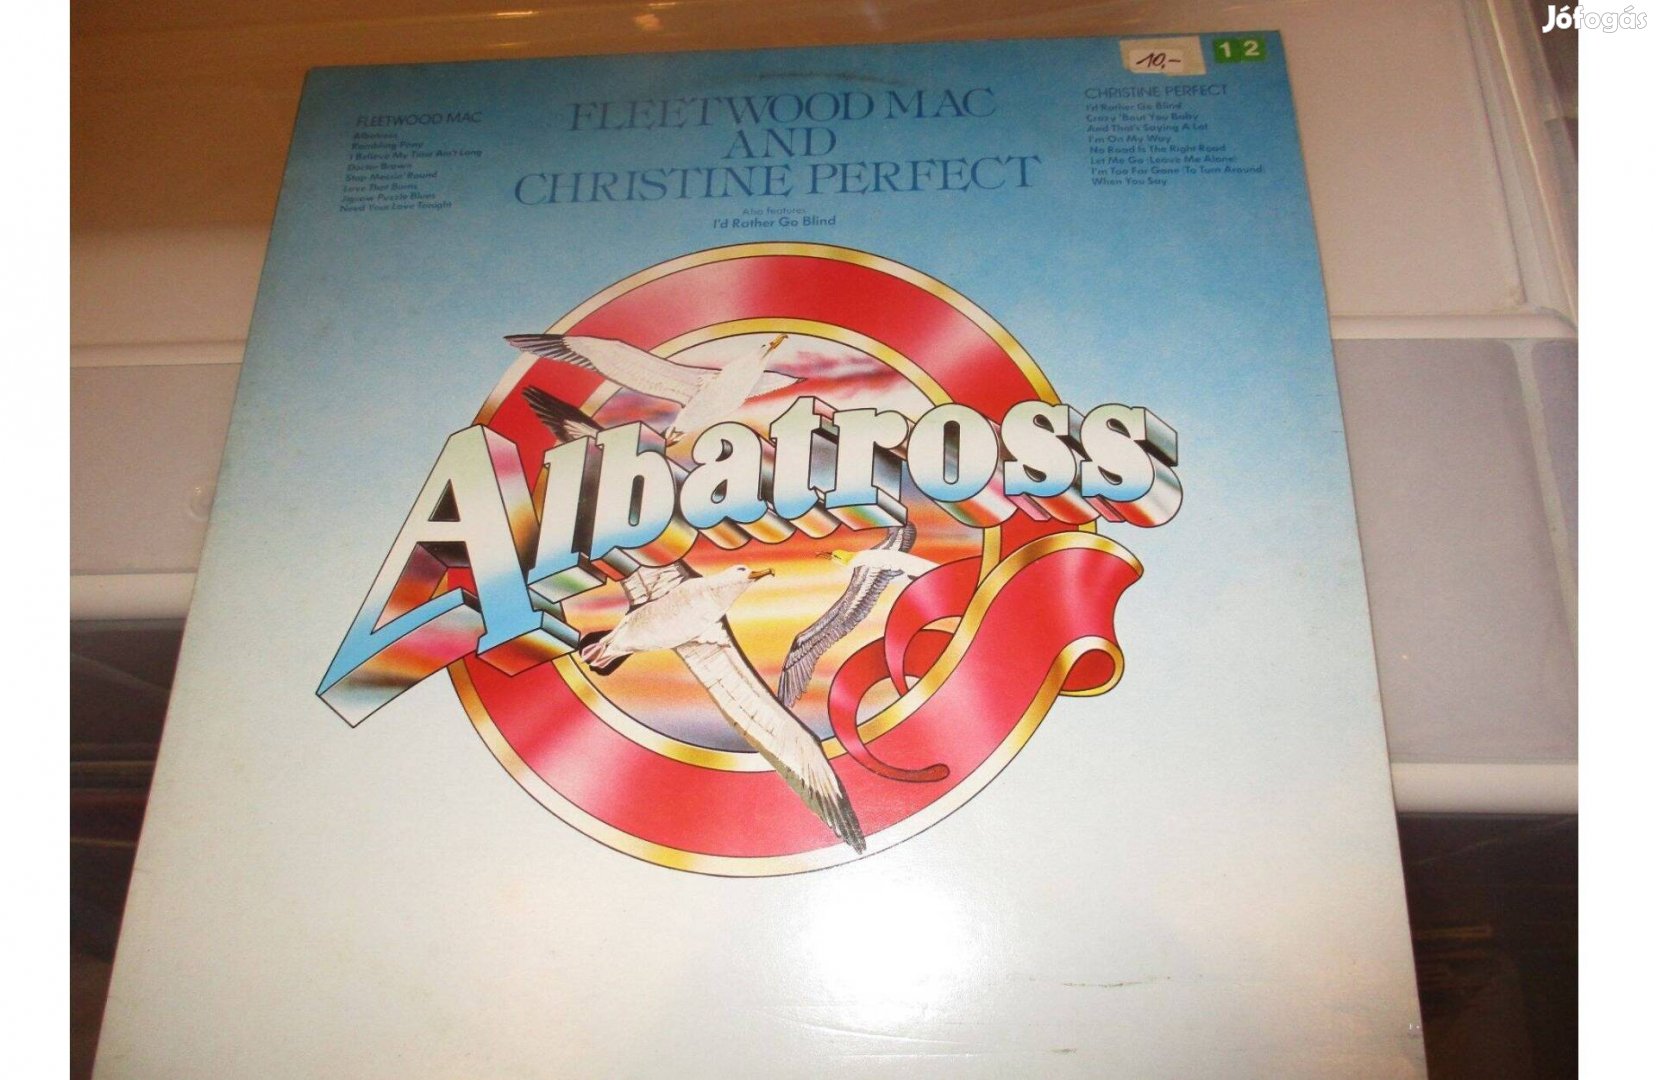 Jófogás
10,-
1 2
FLEETWOOD MAC
Albatross
Rambling Pony
I Believe My Time Ain't Long
Doctor Brown
Stop Messin' Round
Love That Burns
Jigsaw Puzzle Blues
Need Your Love Tonight
FLEETWOOD MAC
AND
CHRISTINE PERFECT
Also features
I'd Rather Go Blind
CHRISTINE PERFECT
I'd Rather Go Blind
Crazy 'Bout You Baby
And That's Saying A Lot
I'm On My Way
No Road Is The Right Road
Let Me Go (Leave Me Alone)
I'm Too Far Gone (To Turn Around)
When You Say
Albatross